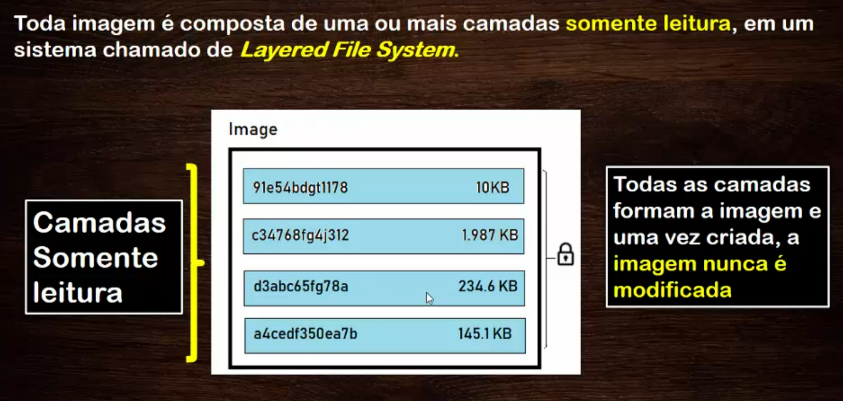 Toda imagem é composta de uma ou mais camadas somente leitura, em um
sistema chamado de Layered File System.
Image
Camadas
Somente
leitura
91e54bdgt1178 10KB
c34768fg4j312 1.987 KB
d3abc65fg78a 234.6 KB
a4cedf350ea7b 145.1 KB
Todas as camadas
formam a imagem e
uma vez criada, a
imagem nunca é
modificada